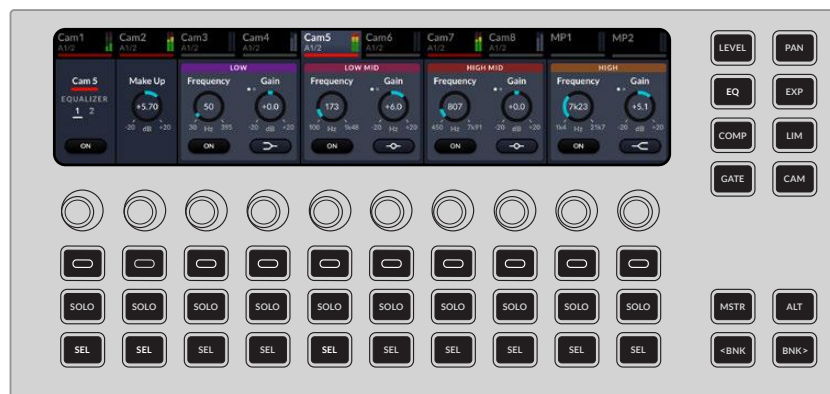 Cam1 Cam2 Cam3 Cam4 Cam5 Cam6 Cam7 Cam8 MP1 MP2
A1/2 A1/2 A1/2 A1/2 A1/2 A1/2 A1/2 A1/2
LOW LOW MID HIGH MID HIGH
Cam 5 Make Up Frequency Gain Frequency Gain Frequency Gain Frequency Gain
EQUALIZER
1 2
+5.70 50 +0.0 173 +6.0 807 +0.0 7k23 +5.1
-20 dB +20 30 Hz 395 -20 dB +20 100 Hz 1k48 -20 dB +20 450 Hz 7k91 -20 dB +20 1k4 Hz 21k7 -20 dB +20
ON ON ON ON ON
LEVEL PAN
EQ EXP
COMP LIM
GATE CAM
SOLO SOLO SOLO SOLO SOLO SOLO SOLO SOLO SOLO SOLO MSTR ALT
SEL SEL SEL SEL SEL SEL SEL SEL SEL SEL <BNK BNK>